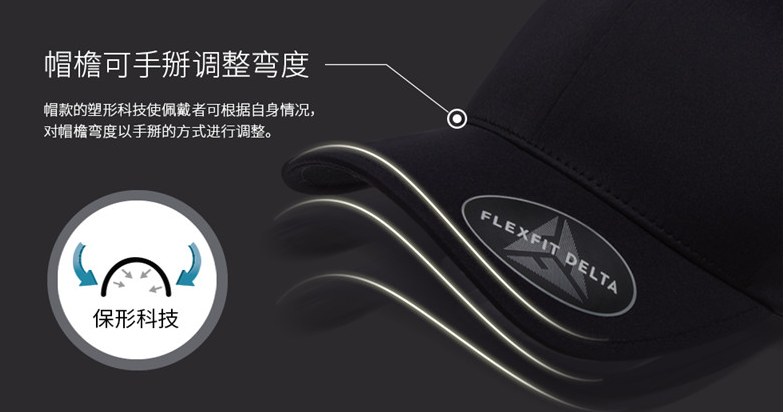 帽檐可手掰调整弯度
帽款的塑形科技使佩戴者可根据自身情况，
对帽檐弯度以手掰的方式进行调整。
FLEXFIT DELTA
保形科技